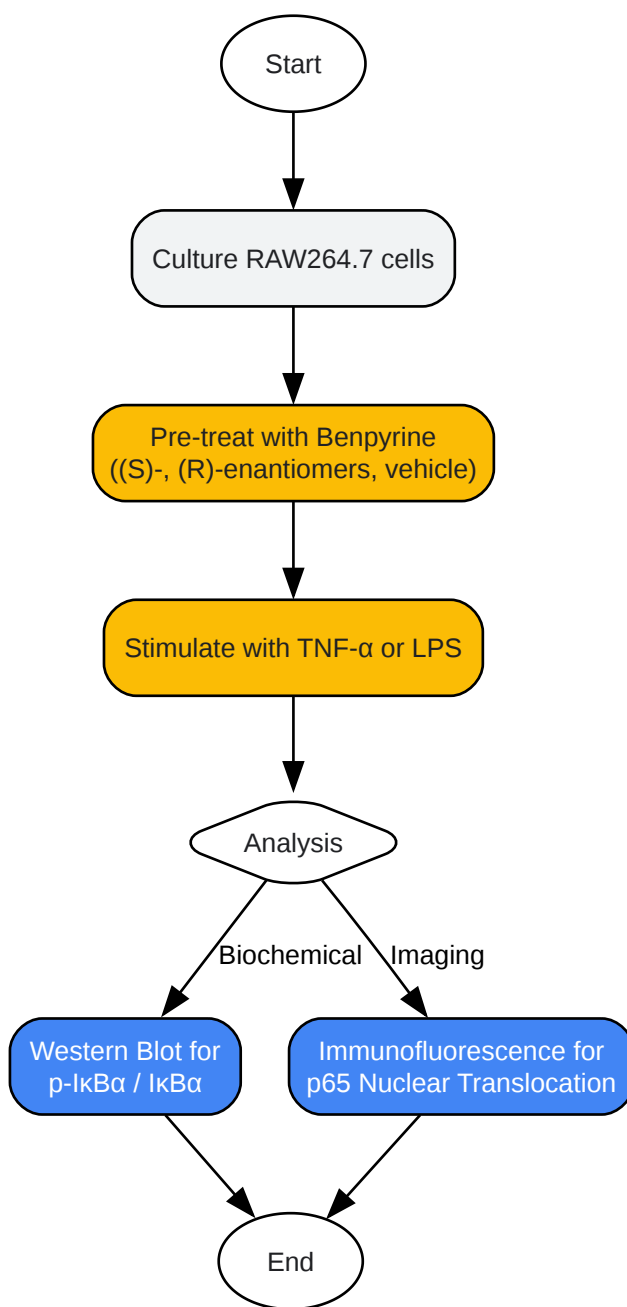 Start
Culture RAW264.7 cells
Pre-treat with Benpyrine
((S)-, (R)-enantiomers, vehicle)
Stimulate with TNF-α or LPS
Analysis
Biochemical
Imaging
Western Blot for
p-IκBα / IκBα
Immunofluorescence for
p65 Nuclear Translocation
End